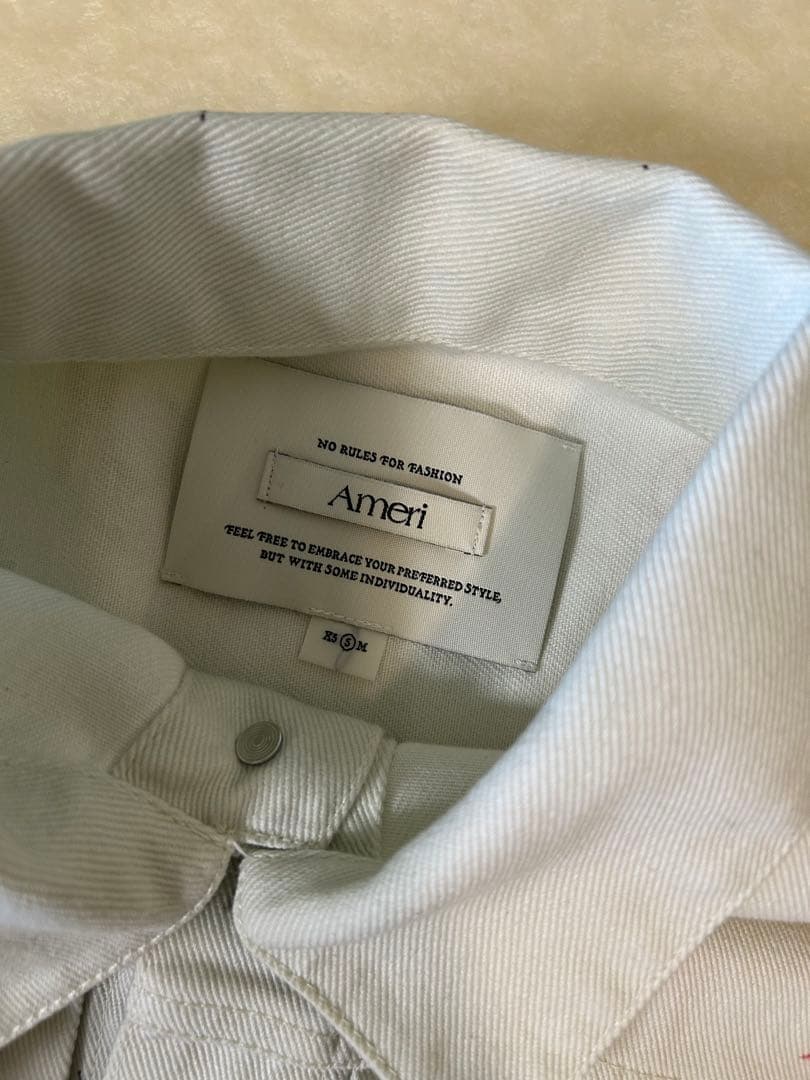 NO RULES FOR FASHION
Ameri
FEEL FREE TO EMBRACE YOUR PREFERRED STYLE,
BUT WITH SOME INDIVIDUALITY.
XS S M